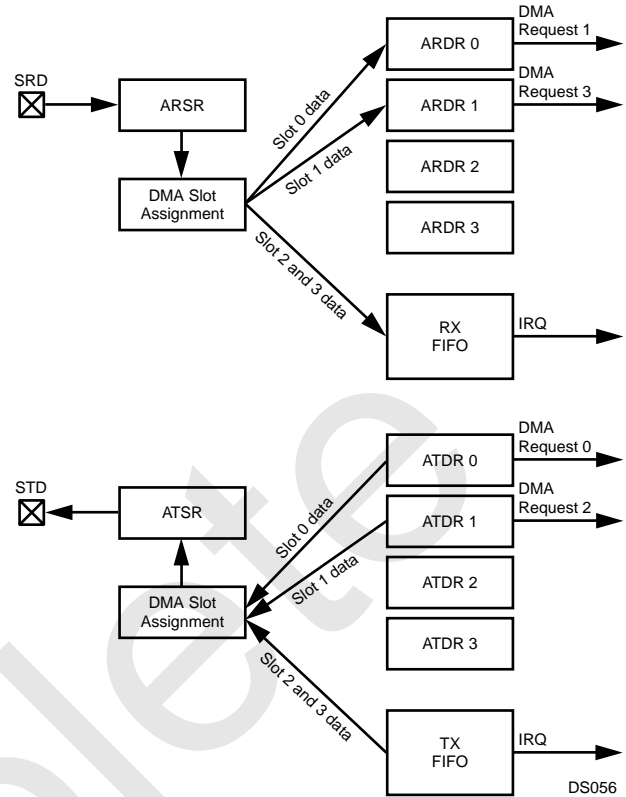 SRD
ARSR
DMA Slot
Assignment
Slot 0 data
Slot 1 data
Slot 2 and 3 data
ARDR 0
DMA
Request 1
ARDR 1
DMA
Request 3
ARDR 2
ARDR 3
RX
FIFO
IRQ
STD
ATSR
DMA Slot
Assignment
Slot 0 data
Slot 1 data
Slot 2 and 3 data
ATDR 0
DMA
Request 0
ATDR 1
DMA
Request 2
ATDR 2
ATDR 3
TX
FIFO
IRQ
DS056
lete